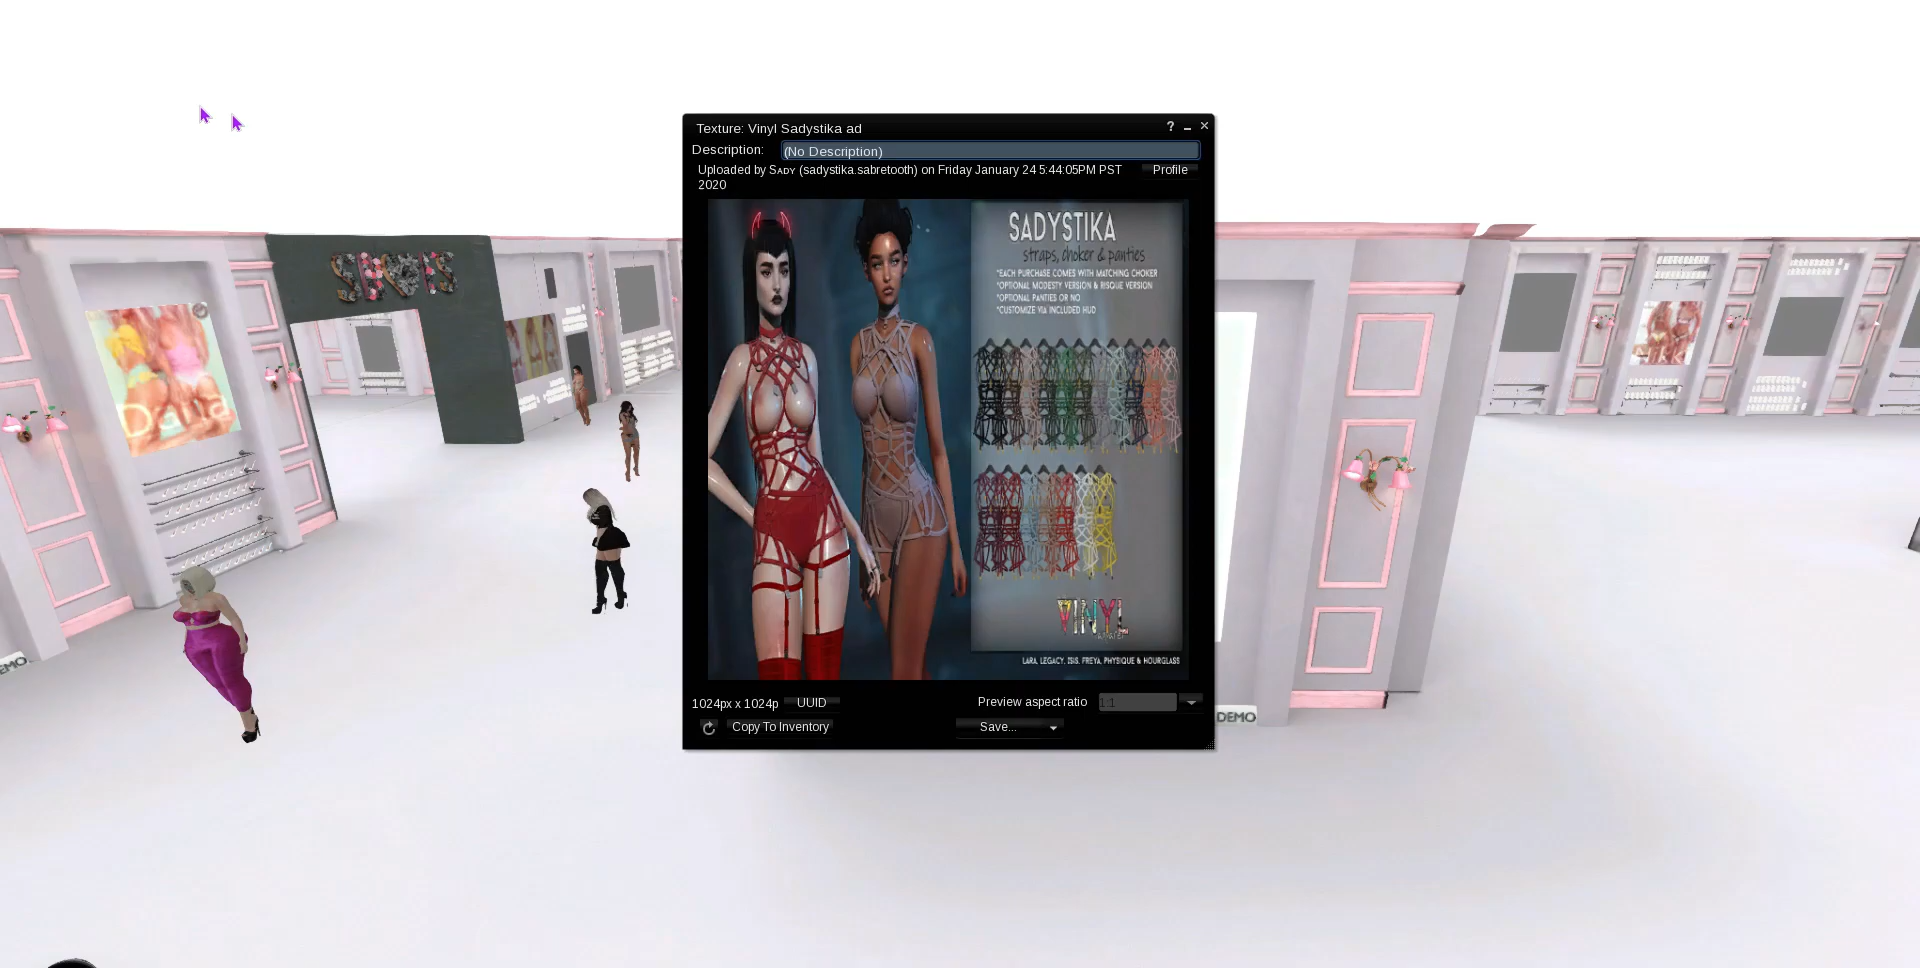 Texture: Vinyl Sadystika ad
Description:
(No Description)
Uploaded by Sady (sadystika.sabretooth) on Friday January 24 5:44:05PM PST
2020
Profile
SADYSTIKA
straps, choker & panties
*EACH PURCHASE COMES WITH MATCHING CHOKER
*OPTIONAL MODESTY VERSION & RISQUE VERSION
*OPTIONAL PANTIES OR NO
*CUSTOMIZE VIA INCLUDED HUD
VINYL
LARA, LEGACY, ISIS, FREYA, PHYSIQUE & HOURGLASS
1024px x 1024p
UUID
Preview aspect ratio
1:1
Copy To Inventory
Save...
Dana
DEMO